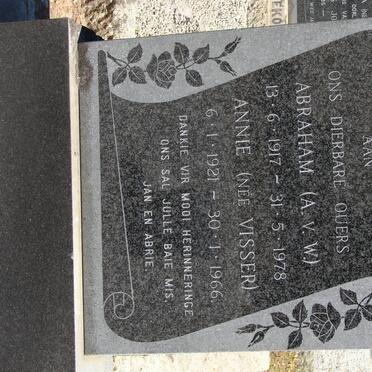 AAN
ONS DIERBARE OUERS
ABRAHAM (A.V.W)
13·6·1917 ~ 31·5·1978
ANNIE (NÉE VISSER)
6·1·1921 ~ 30·1·1966.
DANKIE VIR MOOI HERINNERINGE
ONS SAL JULLE BAIE MIS.
JAN EN ABRIE.